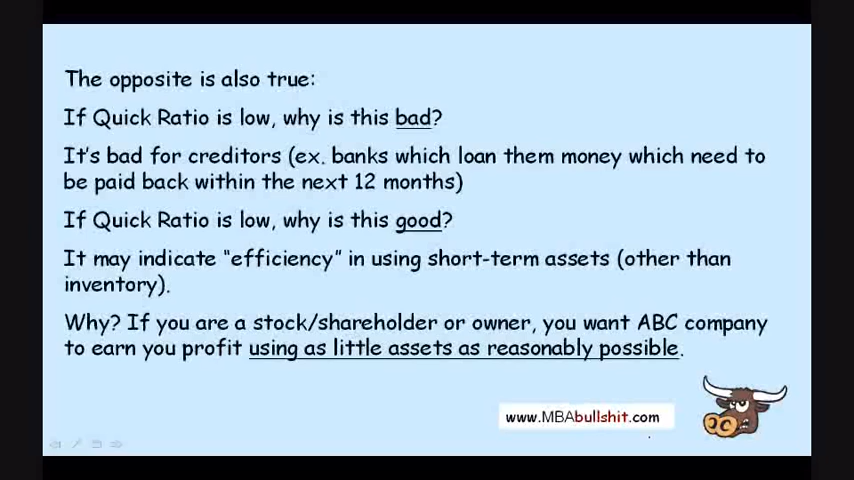 The opposite is also true:
If Quick Ratio is low, why is this bad?
It's bad for creditors (ex. banks which loan them money which need to
be paid back within the next 12 months)
If Quick Ratio is low, why is this good?
It may indicate “efficiency” in using short-term assets (other than
inventory).
Why? If you are a stock/shareholder or owner, you want ABC company
to earn you profit using as little assets as reasonably possible.
www.MBAbullshit.com